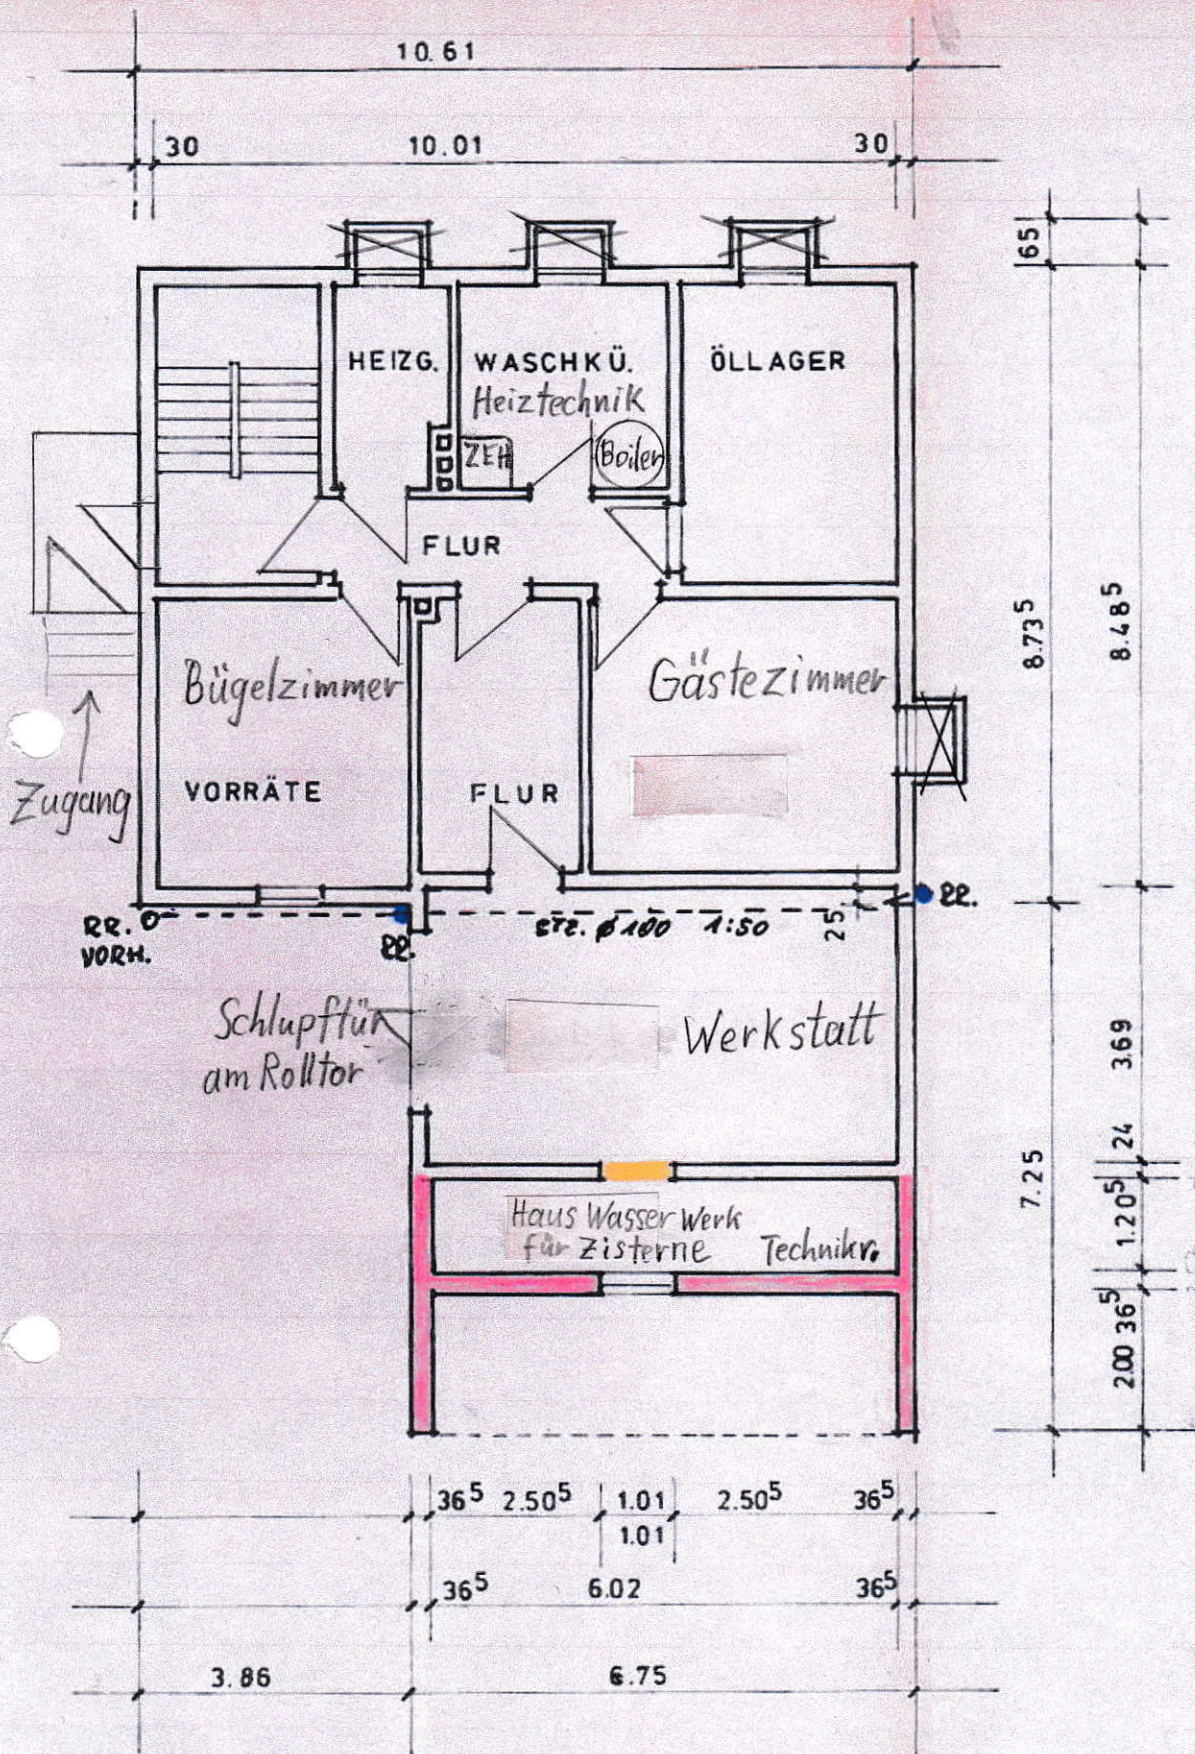 10.61
30 10.01 30
65
HEIZG. WASCHKÜ. ÖLLAGER
Heiztechnik
ZEH Boiler
FLUR
8.73⁵ 8.48⁵
Bügelzimmer Gästezimmer
Zugang VORRÄTE FLUR
RR. VORH.
RR.
STZ. ø 100 1:50
25
RR.
Schlupftür
am Rolltor
Werkstatt
3.69
24
7.25
1.20⁵
Haus Wasser Werk
für Zisterne Technikr.
36⁵
2.00
36⁵ 2.50⁵ 1.01 2.50⁵ 36⁵
1.01
36⁵ 6.02 36⁵
3.86 6.75